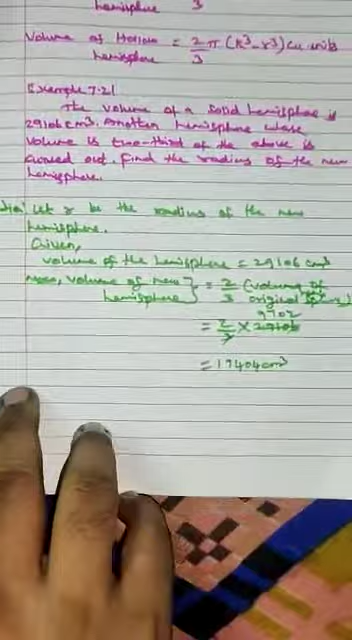 hemisphere 3
Volume of Hollow = 2/3 π (R³-r³) cu. units
hemisphere
Example 7.21
The volume of a solid hemisphere is
29106 cm³. Another hemisphere whose
volume is two-third of the above is
carved out. Find the radius of the new
hemisphere.
Let r be the radius of the new
hemisphere.
Given,
volume of the hemisphere = 29106 cm³
Now, volume of new } = 2/3 (volume of
hemisphere original
9702
= 2/3 × 29106
= 19404 cm³